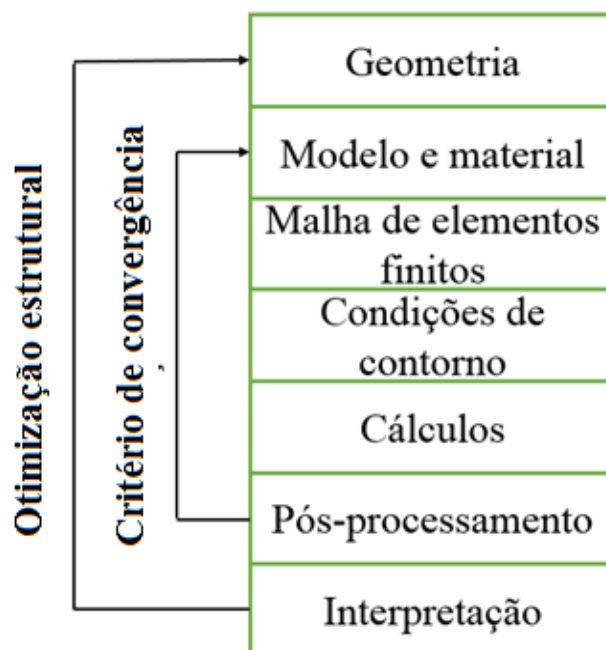 Otimização estrutural
Critério de convergência
,
Geometria
Modelo e material
Malha de elementos
finitos
Condições de
contorno
Cálculos
Pós-processamento
Interpretação